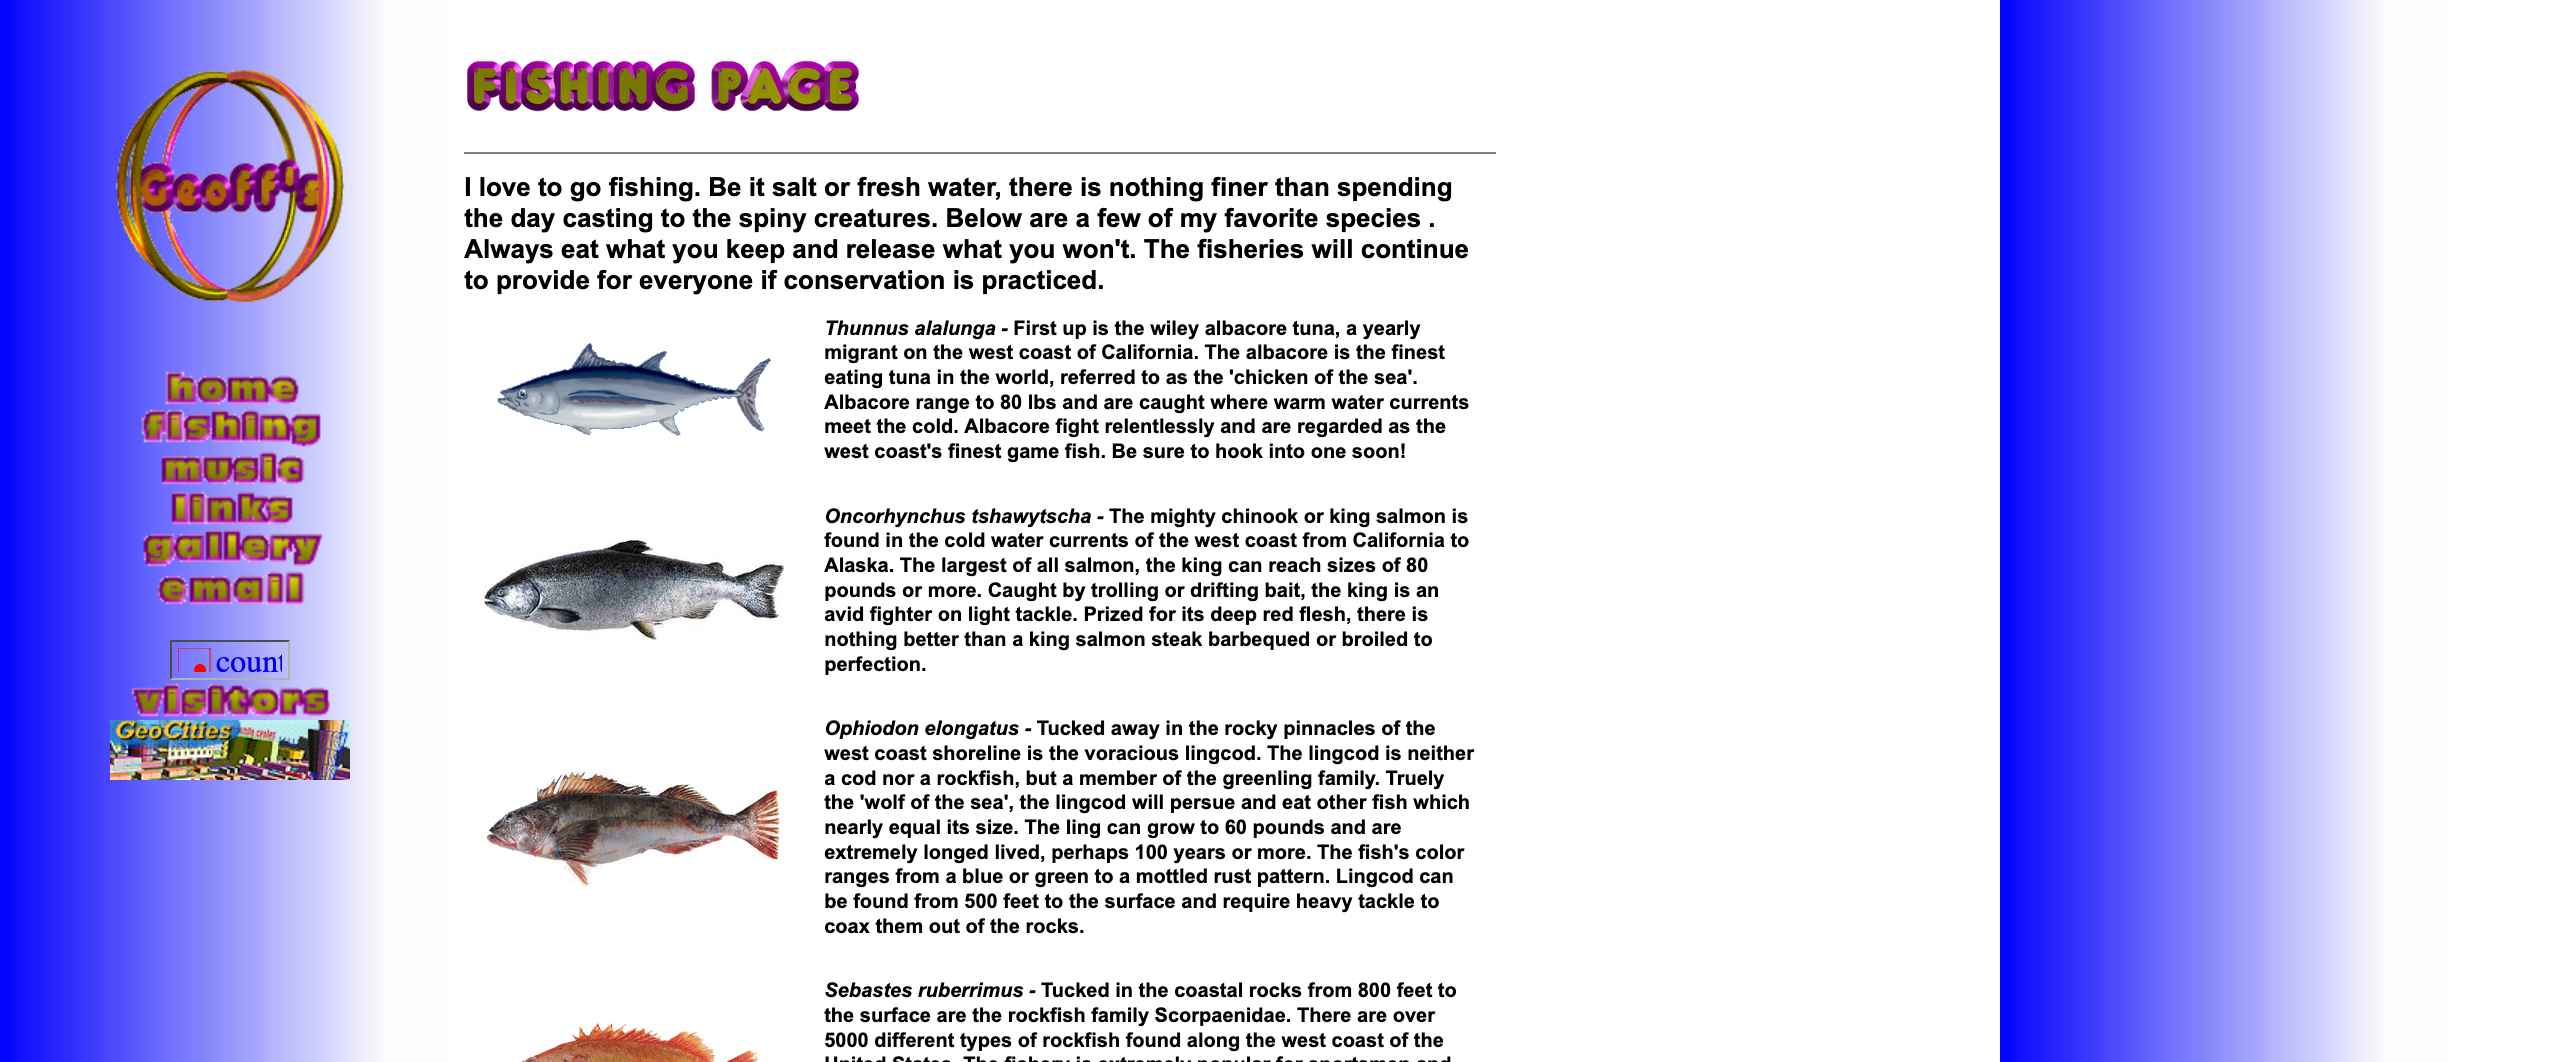 Geoff's
home
fishing
music
links
gallery
email
count
visitors
GeoCities
FISHING PAGE
I love to go fishing. Be it salt or fresh water, there is nothing finer than spending
the day casting to the spiny creatures. Below are a few of my favorite species .
Always eat what you keep and release what you won't. The fisheries will continue
to provide for everyone if conservation is practiced.
Thunnus alalunga - First up is the wiley albacore tuna, a yearly
migrant on the west coast of California. The albacore is the finest
eating tuna in the world, referred to as the 'chicken of the sea'.
Albacore range to 80 lbs and are caught where warm water currents
meet the cold. Albacore fight relentlessly and are regarded as the
west coast's finest game fish. Be sure to hook into one soon!
Oncorhynchus tshawytscha - The mighty chinook or king salmon is
found in the cold water currents of the west coast from California to
Alaska. The largest of all salmon, the king can reach sizes of 80
pounds or more. Caught by trolling or drifting bait, the king is an
avid fighter on light tackle. Prized for its deep red flesh, there is
nothing better than a king salmon steak barbequed or broiled to
perfection.
Ophiodon elongatus - Tucked away in the rocky pinnacles of the
west coast shoreline is the voracious lingcod. The lingcod is neither
a cod nor a rockfish, but a member of the greenling family. Truely
the 'wolf of the sea', the lingcod will persue and eat other fish which
nearly equal its size. The ling can grow to 60 pounds and are
extremely longed lived, perhaps 100 years or more. The fish's color
ranges from a blue or green to a mottled rust pattern. Lingcod can
be found from 500 feet to the surface and require heavy tackle to
coax them out of the rocks.
Sebastes ruberrimus - Tucked in the coastal rocks from 800 feet to
the surface are the rockfish family Scorpaenidae. There are over
5000 different types of rockfish found along the west coast of the
United States. The fishery is extremely popular for sportsmen and